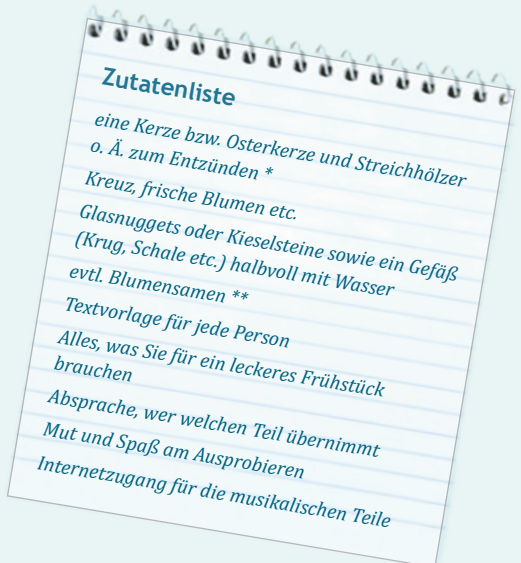 Zutatenliste
eine Kerze bzw. Osterkerze und Streichhölzer
o. Ä. zum Entzünden *
Kreuz, frische Blumen etc.
Glasnuggets oder Kieselsteine sowie ein Gefäß
(Krug, Schale etc.) halbvoll mit Wasser
evtl. Blumensamen **
Textvorlage für jede Person
Alles, was Sie für ein leckeres Frühstück
brauchen
Absprache, wer welchen Teil übernimmt
Mut und Spaß am Ausprobieren
Internetzugang für die musikalischen Teile